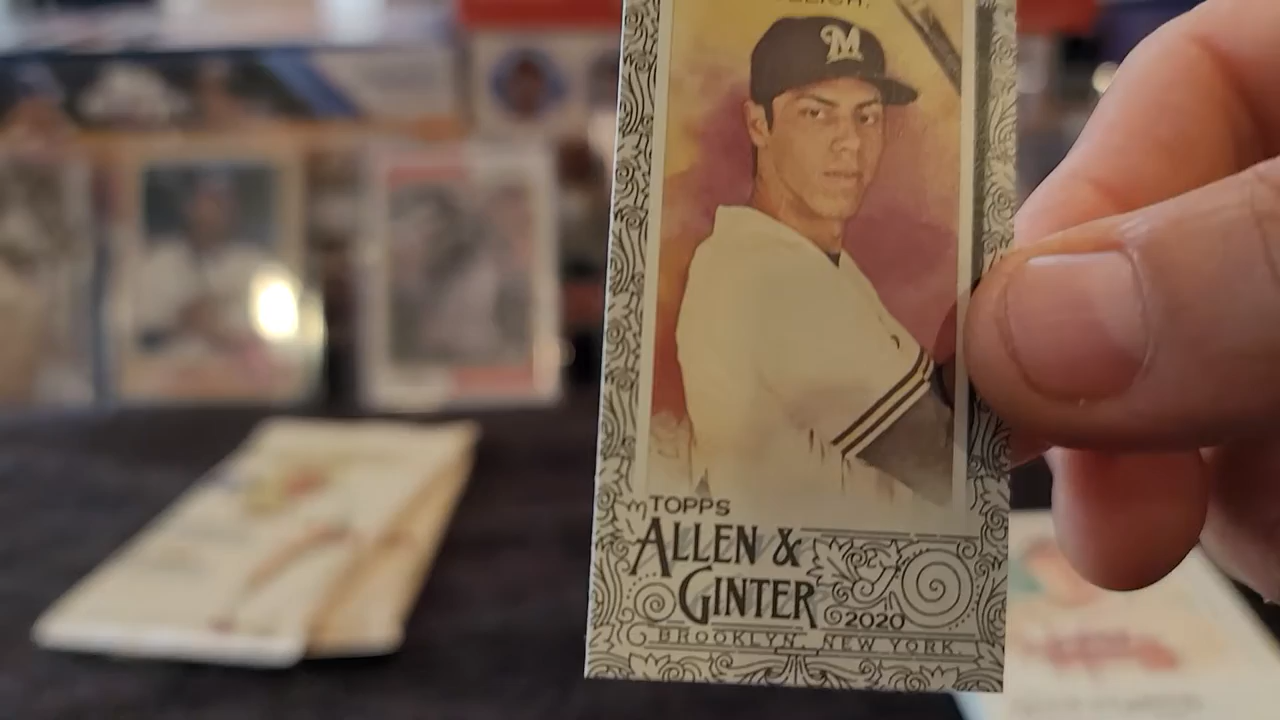 M
TOPPS
ALLEN &
GINTER
2020
BROOKLYN, NEW YORK.